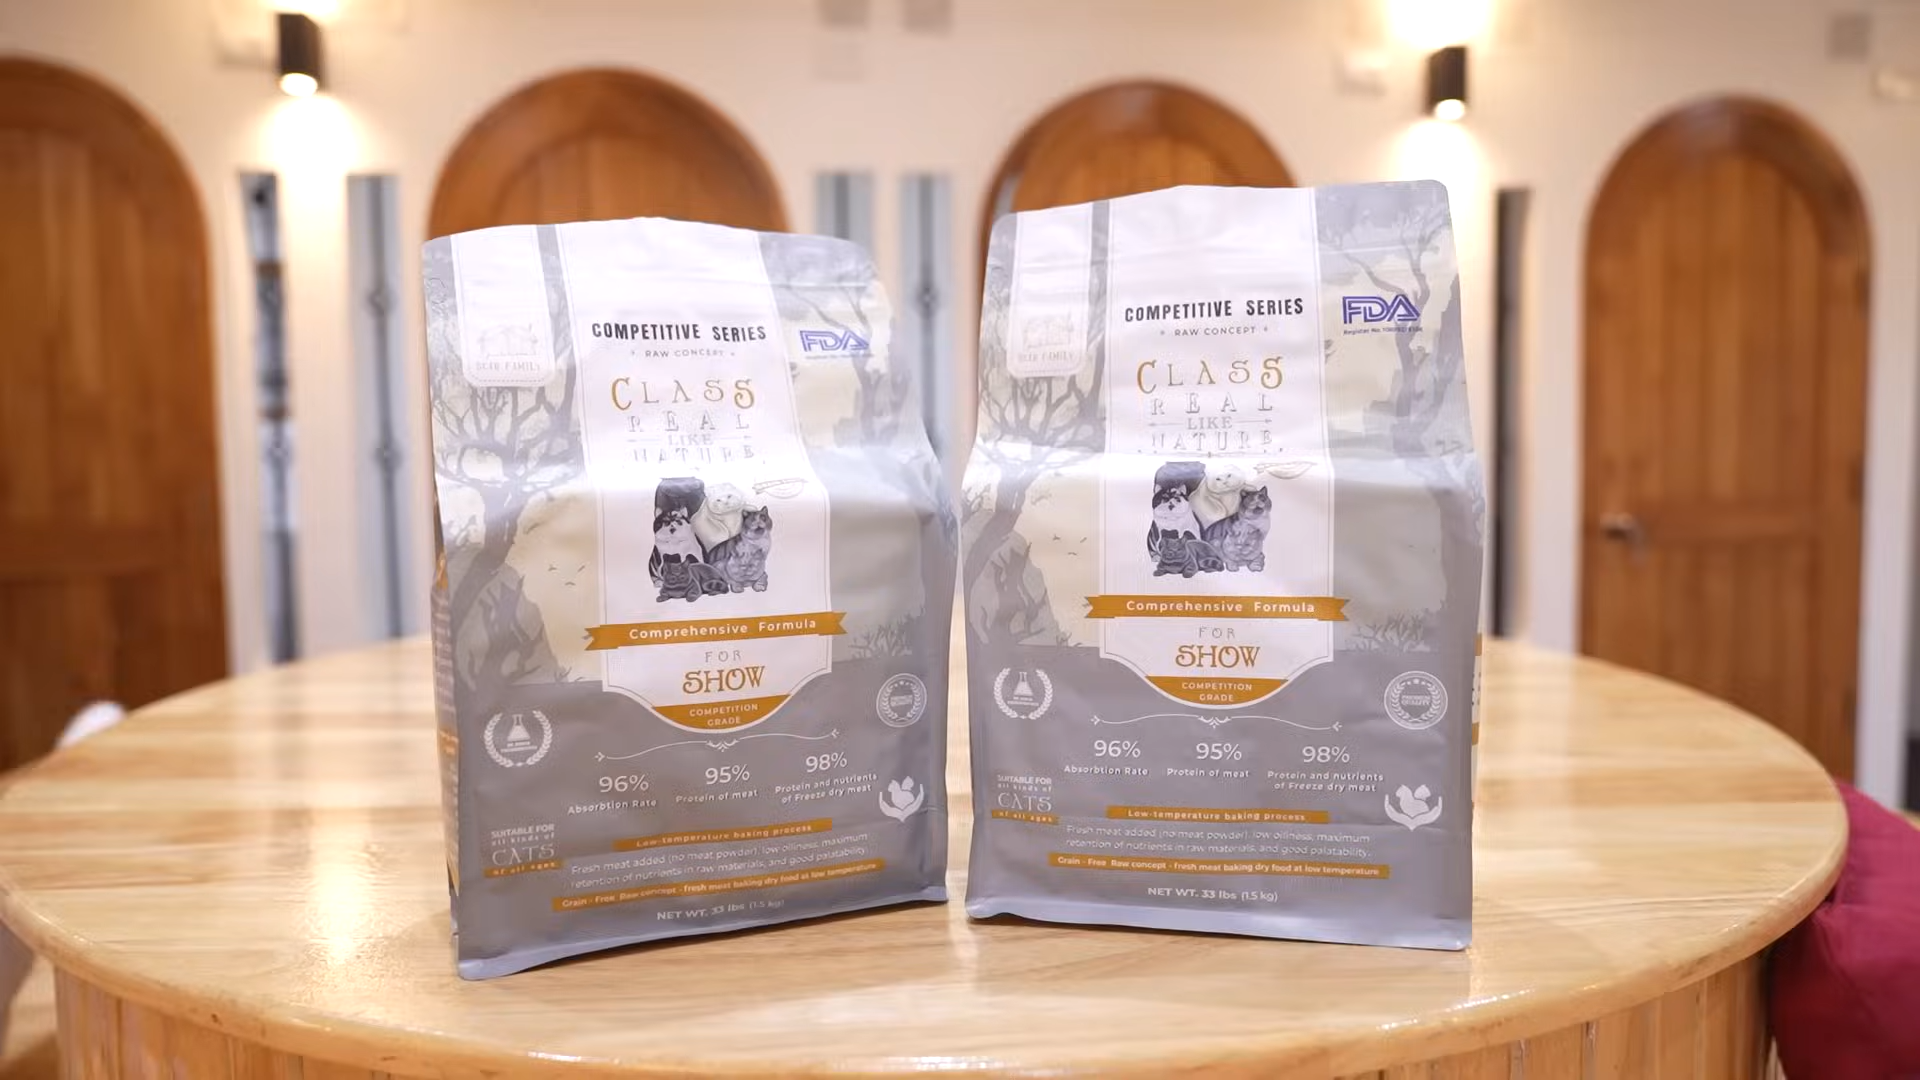 COMPETITIVE SERIES
RAW CONCEPT
FDA
CLASS
REAL
LIKE
NATURE
Comprehensive Formula
FOR
SHOW
COMPETITION
GRADE
96%
Absorbtion Rate
95%
Protein of meat
98%
Protein and nutrients
of Freeze dry meat
SUITABLE FOR
all kinds of
CATS
of all ages
Low-temperature baking process
Fresh meat added (no meat powder), low oiliness, maximum
retention of nutrients in raw materials, and good palatability.
Grain - Free Raw concept - fresh meat baking dry food at low temperature
NET WT. 33 lbs (1.5 kg)
COMPETITIVE SERIES
RAW CONCEPT
FDA
Register No.
CLASS
REAL
LIKE
NATURE
Comprehensive Formula
FOR
SHOW
COMPETITION
GRADE
PREMIUM
QUALITY
96%
Absorbtion Rate
95%
Protein of meat
98%
Protein and nutrients
of Freeze dry meat
SUITABLE FOR
all kinds of
CATS
of all ages
Low-temperature baking process
Fresh meat added (no meat powder), low oiliness, maximum
retention of nutrients in raw materials, and good palatability.
Grain - Free Raw concept - fresh meat baking dry food at low temperature
NET WT. 33 lbs (1.5 kg)